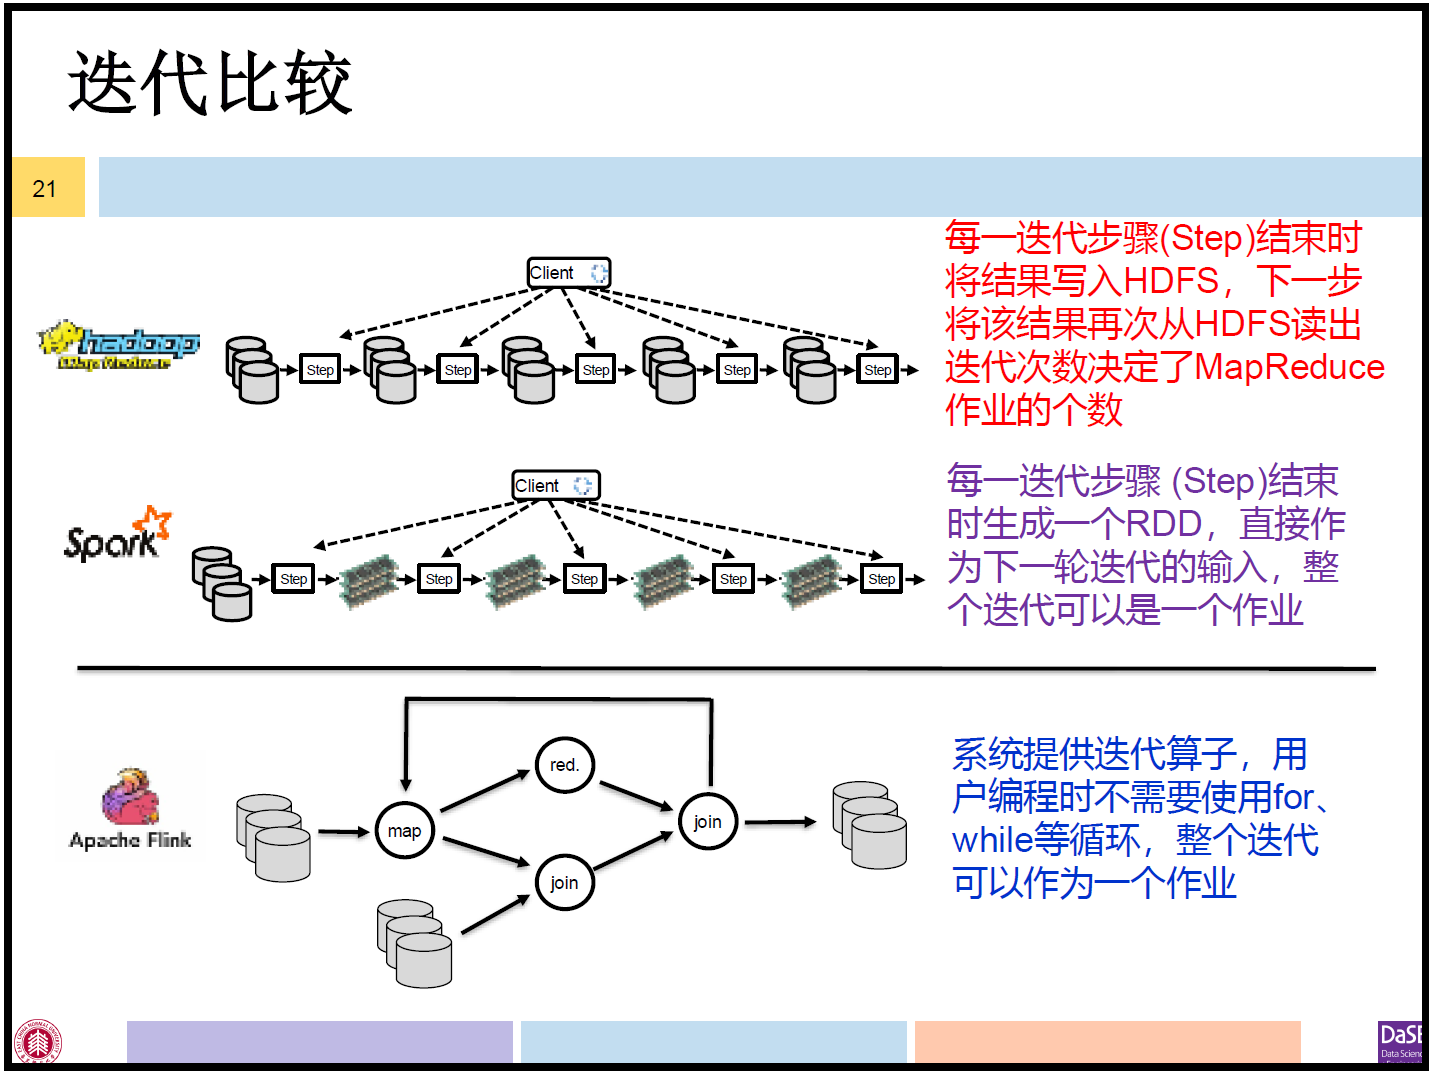 迭代比较
21
Client
hadoop
Step Step Step Step Step
每一迭代步骤(Step)结束时
将结果写入HDFS，下一步
将该结果再次从HDFS读出
迭代次数决定了MapReduce
作业的个数
Client
Spark
Step Step Step Step Step
每一迭代步骤 (Step)结束
时生成一个RDD，直接作
为下一轮迭代的输入，整
个迭代可以是一个作业
Apache Flink
red.
map
join
join
系统提供迭代算子，用
户编程时不需要使用for、
while等循环，整个迭代
可以作为一个作业
DaSE
Data Scienc